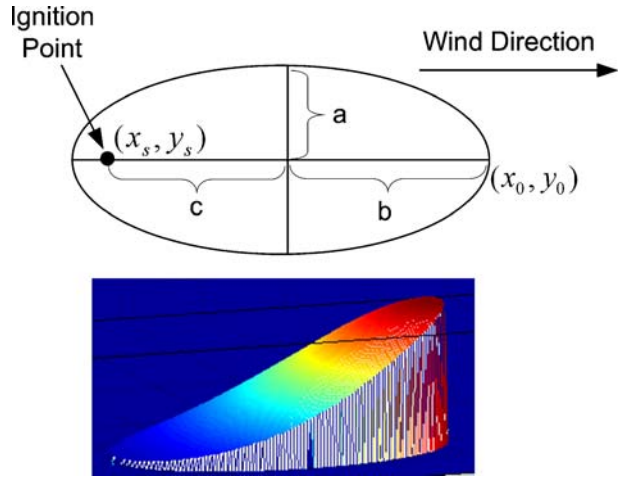 Ignition
Point
Wind Direction
a
(x_s, y_s)
c
b
(x_0, y_0)